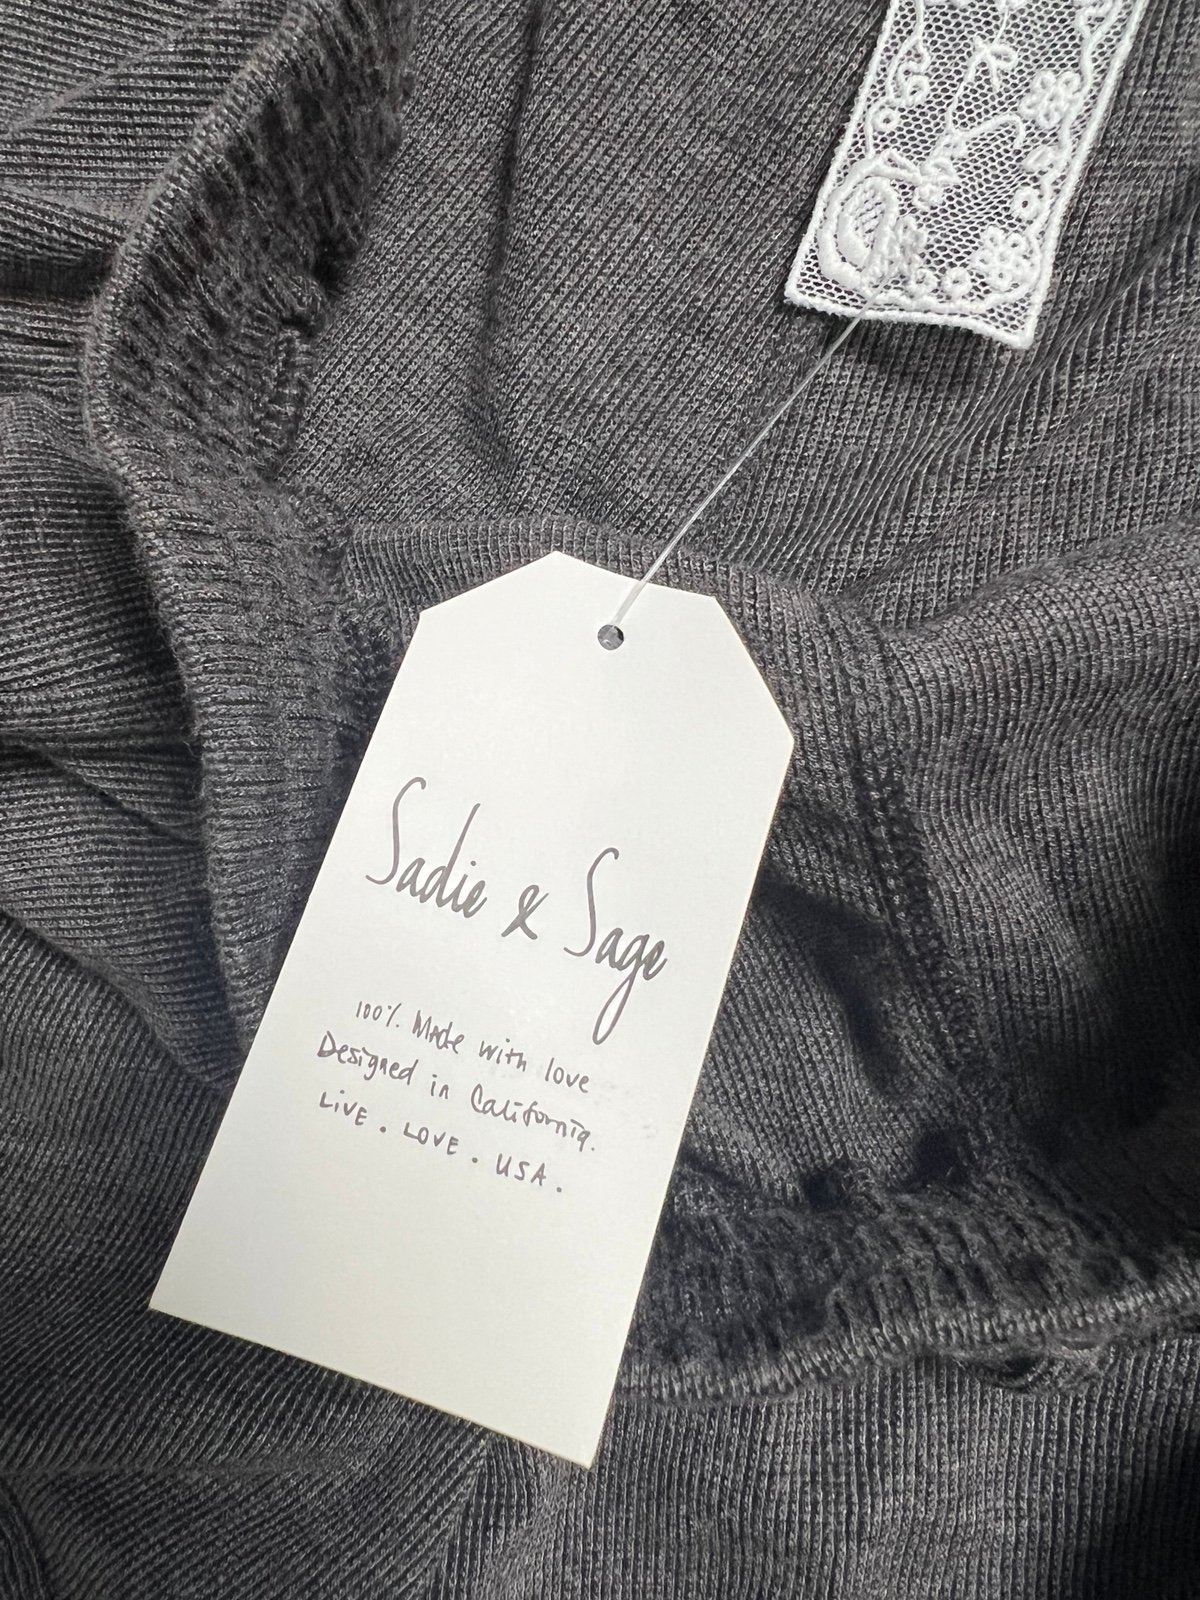 Sadie & Sage
100% Made with love
Designed in California.
LIVE . LOVE . USA .